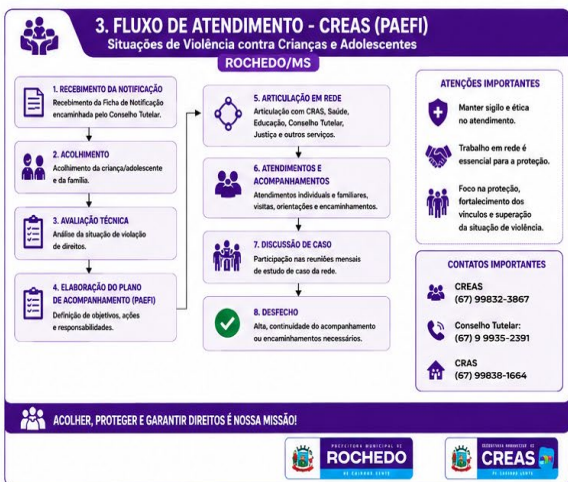 3. FLUXO DE ATENDIMENTO - CREAS (PAEFI)
Situações de Violência contra Crianças e Adolescentes
ROCHEDO/MS
1. RECEBIMENTO DA NOTIFICAÇÃO
Recebimento da Ficha de Notificação
encaminhada pelo Conselho Tutelar.
2. ACOLHIMENTO
Acolhimento da criança/adolescente
e da família.
3. AVALIAÇÃO TÉCNICA
Análise da situação de violação
de direitos.
4. ELABORAÇÃO DO PLANO
DE ACOMPANHAMENTO (PAEFI)
Definição de objetivos, ações
e responsabilidades.
5. ARTICULAÇÃO EM REDE
Articulação com CRAS, Saúde,
Educação, Conselho Tutelar,
Justiça e outros serviços.
6. ATENDIMENTOS E
ACOMPANHAMENTOS
Atendimentos individuais e familiares,
visitas, orientações e encaminhamentos.
7. DISCUSSÃO DE CASO
Participação nas reuniões mensais
de estudo de caso da rede.
8. DESFECHO
Alta, continuidade do acompanhamento
ou encaminhamentos necessários.
ATENÇÕES IMPORTANTES
Manter sigilo e ética
no atendimento.
Trabalho em rede é
essencial para a proteção.
Foco na proteção,
fortalecimento dos
vínculos e superação
da situação de violência.
CONTATOS IMPORTANTES
CREAS
(67) 99832-3867
Conselho Tutelar:
(67) 9 9935-2391
CRAS
(67) 99838-1664
ACOLHER, PROTEGER E GARANTIR DIREITOS É NOSSA MISSÃO!
PREFEITURA MUNICIPAL DE
ROCHEDO
CREAS